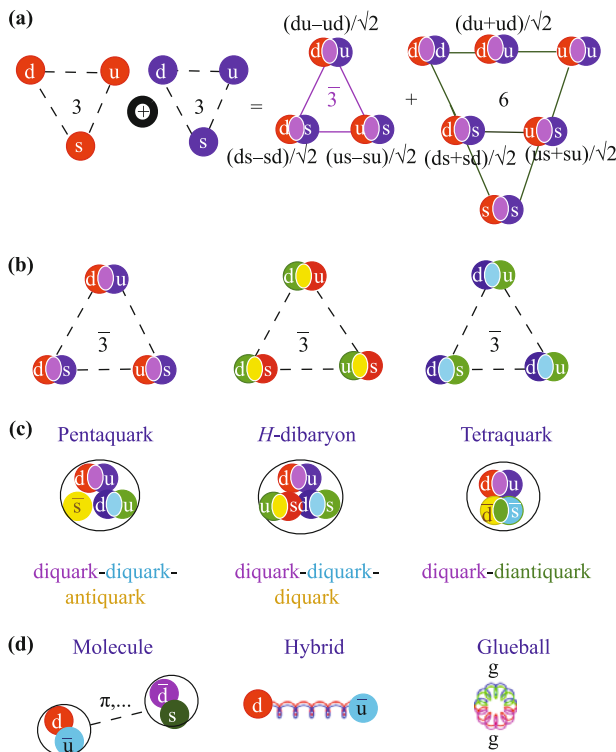 (a)
(du–ud)/√2
(du+ud)/√2
d u d u d u d d d u u u
3 ⊕ 3 = 3̅ + 6
s s d s u s d s u s
(ds–sd)/√2 (us–su)/√2 (ds+sd)/√2 (us+su)/√2
s s
(b)
d u d u d u
3̅ 3̅ 3̅
d s u s d s u s d s d u
(c)
Pentaquark H-dibaryon Tetraquark
d u d u d u
s̅ d u u s d s d̅ s̅
diquark-diquark- diquark-diquark- diquark-diantiquark
antiquark diquark
(d)
Molecule Hybrid Glueball
g
d̅
π,...
d s d u̅
u̅
g